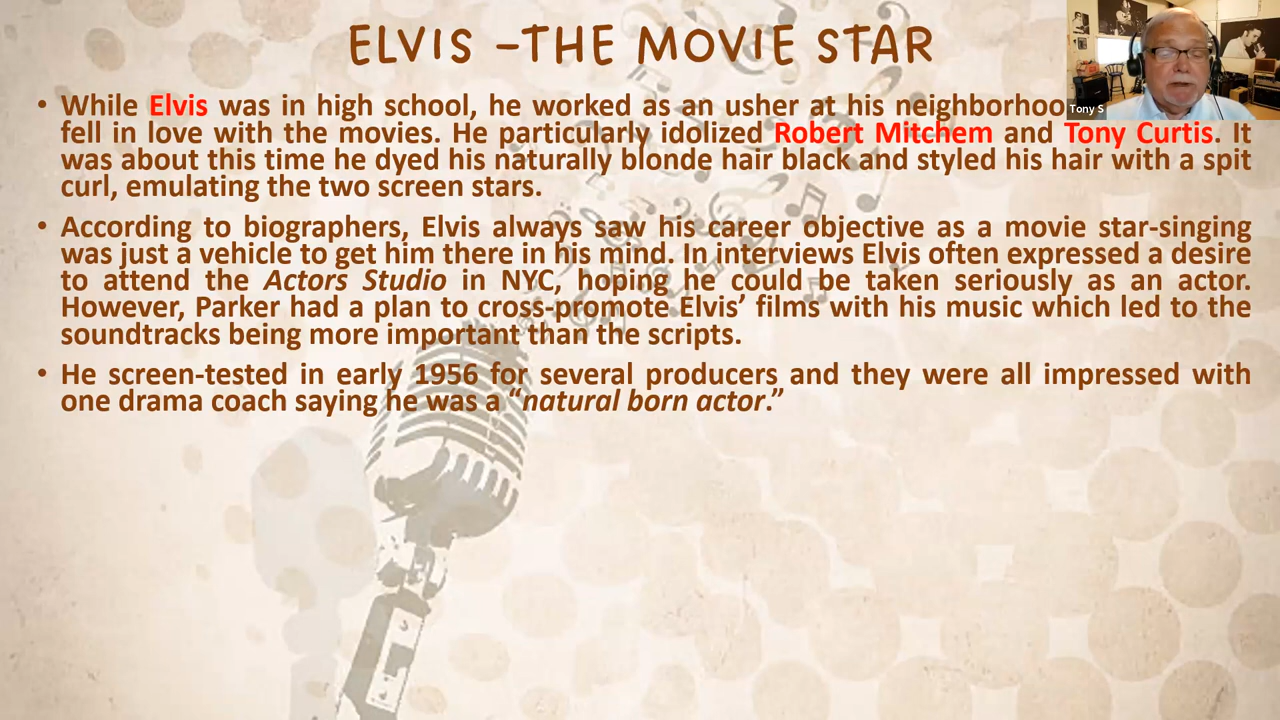 ELVIS –THE MOVIE STAR
Tony S
• While Elvis was in high school, he worked as an usher at his
fell in love with the movies. He particularly idolized Robert Mitchem and Tony Curtis. It
was about this time he dyed his naturally blonde hair black and styled his hair with a spit
curl, emulating the two screen stars.
• According to biographers, Elvis always saw his career objective as a movie star-singing
was just a vehicle to get him there in his mind. In interviews Elvis often expressed a desire
to attend the Actors Studio in NYC, hoping he could be taken seriously as an actor.
However, Parker had a plan to cross-promote Elvis’ films with his music which led to the
soundtracks being more important than the scripts.
• He screen-tested in early 1956 for several producers and they were all impressed with
one drama coach saying he was a “natural born actor.”